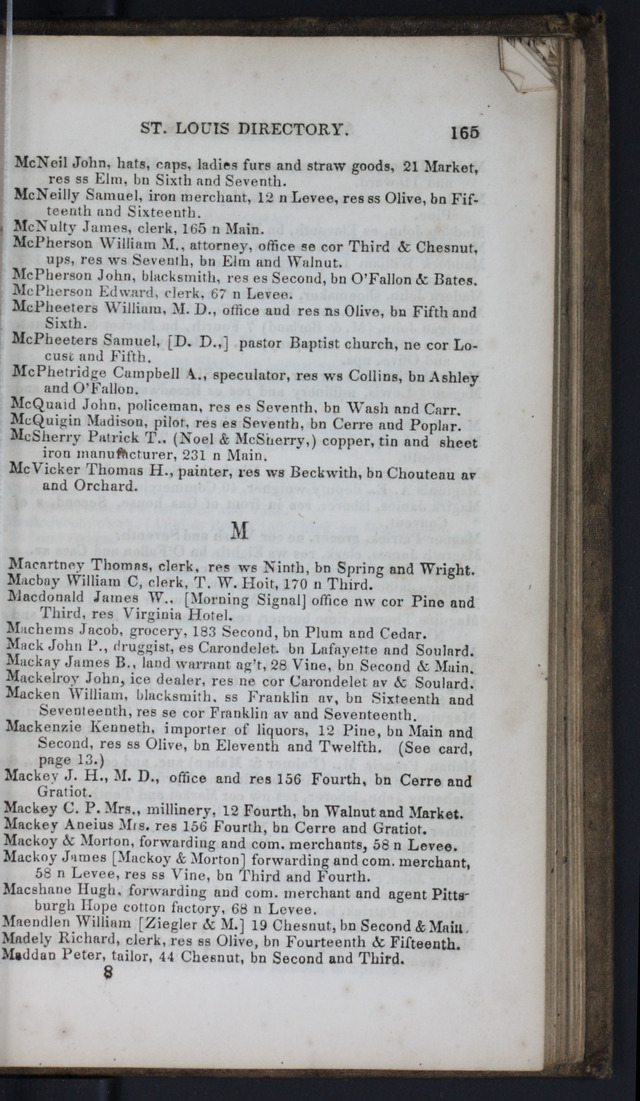 ST. LOUIS DIRECTORY. 165
McNeil John, hats, caps, ladies furs and straw goods, 21 Market,
res ss Elm, bn Sixth and Seventh.
McNeilly Samuel, iron merchant, 12 n Levee, res ss Olive, bn Fif-
teenth and Sixteenth.
McNulty James, clerk, 165 n Main.
McPherson William M., attorney, office se cor Third & Chesnut,
ups, res ws Seventh, bn Elm and Walnut.
McPherson John, blacksmith, res es Second, bn O'Fallon & Bates.
McPherson Edward, clerk, 67 n Levee.
McPheeters William, M. D., office and res ns Olive, bn Fifth and
Sixth.
McPheeters Samuel, [D. D.,] pastor Baptist church, ne cor Lo-
cust and Fifth.
McPhetridge Campbell A., speculator, res ws Collins, bn Ashley
and O'Fallon.
McQuaid John, policeman, res es Seventh, bn Wash and Carr.
McQuigin Madison, pilot, res es Seventh, bn Cerre and Poplar.
McSherry Patrick T., (Noel & McSherry,) copper, tin and sheet
iron manufacturer, 231 n Main.
McVicker Thomas H., painter, res ws Beckwith, bn Chouteau av
and Orchard.
M
Macartney Thomas, clerk, res ws Ninth, bn Spring and Wright.
Macbay William C, clerk, T. W. Hoit, 170 n Third.
Macdonald James W., [Morning Signal] office nw cor Pine and
Third, res Virginia Hotel.
Machems Jacob, grocery, 183 Second, bn Plum and Cedar.
Mack John P., druggist, es Carondelet. bn Lafayette and Soulard.
Mackay James B., land warrant ag't, 28 Vine, bn Second & Main.
Mackelroy John, ice dealer, res ne cor Carondelet av & Soulard.
Macken William, blacksmith, ss Franklin av, bn Sixteenth and
Seventeenth, res se cor Franklin av and Seventeenth.
Mackenzie Kenneth, importer of liquors, 12 Pine, bn Main and
Second, res ss Olive, bn Eleventh and Twelfth. (See card,
page 13.)
Mackey J. H., M. D., office and res 156 Fourth, bn Cerre and
Gratiot.
Mackey C. P. Mrs., millinery, 12 Fourth, bn Walnut and Market.
Mackey Aneius Mrs. res 156 Fourth, bn Cerre and Gratiot.
Mackoy & Morton, forwarding and com. merchants, 58 n Levee.
Mackoy James [Mackoy & Morton] forwarding and com. merchant,
58 n Levee, res ss Vine, bn Third and Fourth.
Macshane Hugh, forwarding and com. merchant and agent Pitts-
burgh Hope cotton factory, 68 n Levee.
Maendlen William [Ziegler & M.] 19 Chesnut, bn Second & Main.
Madely Richard, clerk, res ss Olive, bn Fourteenth & Fifteenth.
Maddan Peter, tailor, 44 Chesnut, bn Second and Third.
8